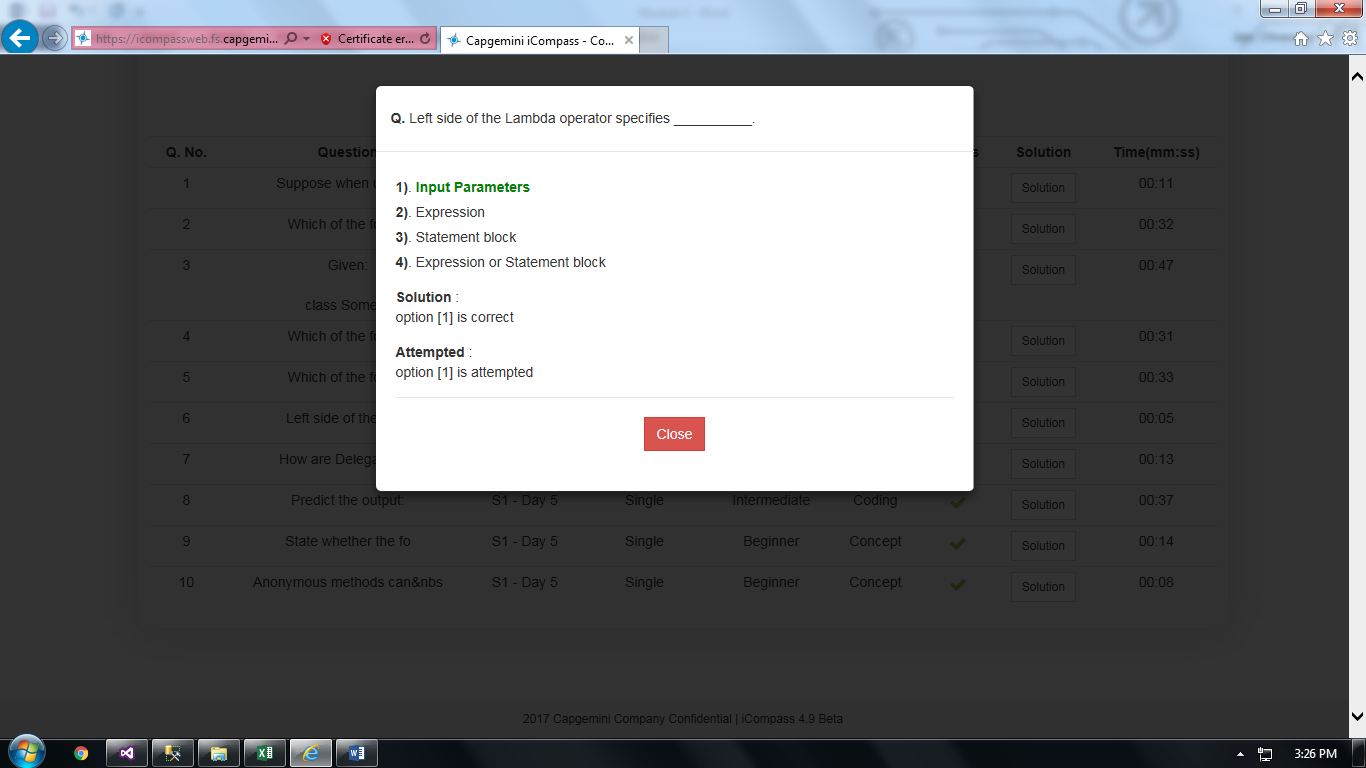 https://icompassweb.fs.capgemi... Certificate er... Capgemini iCompass - Co...
Q. Left side of the Lambda operator specifies __________.
Q. No. Question s Solution Time(mm:ss)
1). Input Parameters
1 Suppose when Solution 00:11
2). Expression
2 Which of the f Solution 00:32
3). Statement block
4). Expression or Statement block
3 Given: Solution 00:47
Solution :
class Some
option [1] is correct
4 Which of the f Solution 00:31
Attempted :
option [1] is attempted
5 Which of the f Solution 00:33
6 Left side of the Solution 00:05
Close
7 How are Delega Solution 00:13
8 Predict the output: S1 - Day 5 Single Intermediate Coding Solution 00:37
9 State whether the fo S1 - Day 5 Single Beginner Concept Solution 00:14
10 Anonymous methods can&nbs S1 - Day 5 Single Beginner Concept Solution 00:08
2017 Capgemini Company Confidential | iCompass 4.9 Beta
3:26 PM